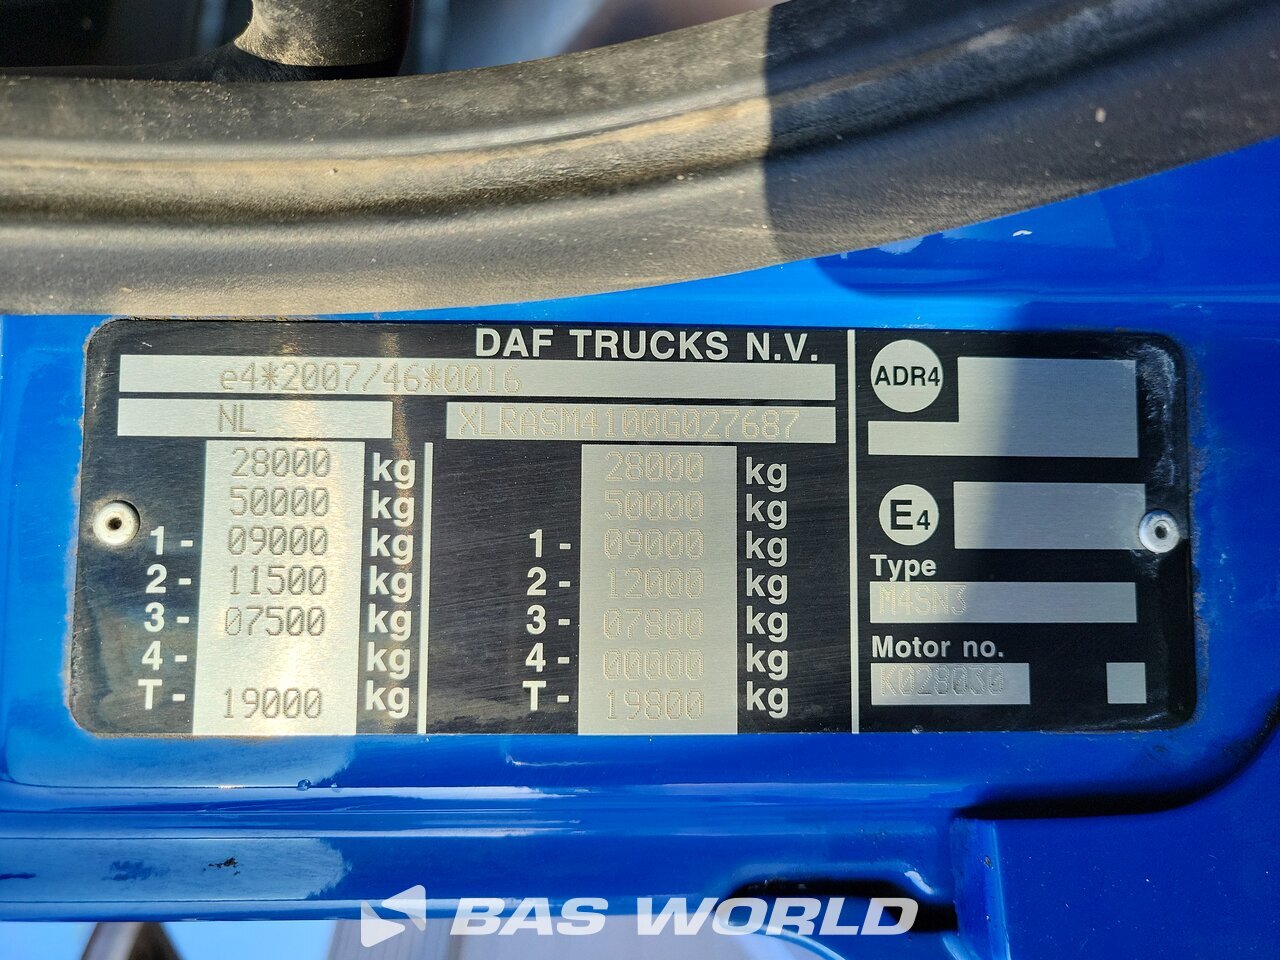 DAF TRUCKS N.V.
e4*2007/46*0016
NL XLRASM4100G027687
28000 kg 28000 kg
50000 kg 50000 kg
1- 09000 kg 1- 09000 kg
2- 11500 kg 2- 12000 kg
3- 07500 kg 3- 07800 kg
4- kg 4- 00000 kg
T- 19000 kg T- 19800 kg
ADR4
E4
Type
M4SN3
Motor no.
K028030
BAS WORLD